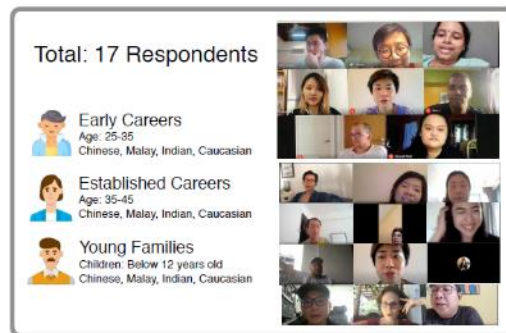 Total: 17 Respondents
Early Careers
Age: 25-35
Chinese, Malay, Indian, Caucasian
Established Careers
Age: 35-45
Chinese, Malay, Indian, Caucasian
Young Families
Children: Below 12 years old
Chinese, Malay, Indian, Caucasian